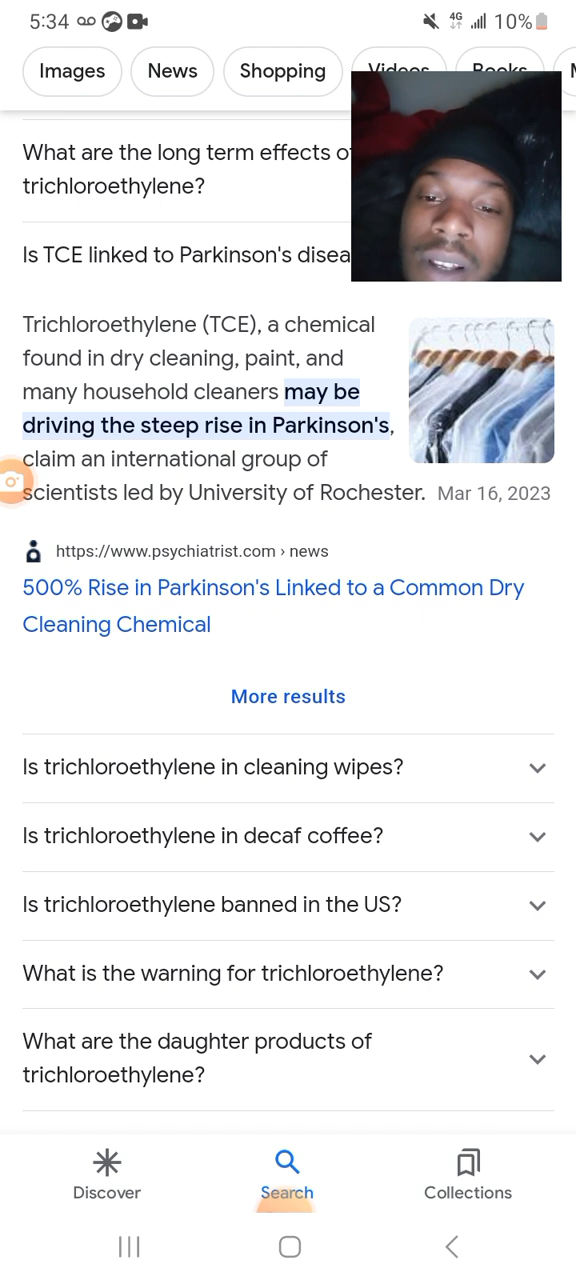 5:34
4G
10%
Images
News
Shopping
Videos
Books
What are the long term effects of
trichloroethylene?
Is TCE linked to Parkinson's disea
Trichloroethylene (TCE), a chemical
found in dry cleaning, paint, and
many household cleaners may be
driving the steep rise in Parkinson's,
claim an international group of
scientists led by University of Rochester. Mar 16, 2023
https://www.psychiatrist.com › news
500% Rise in Parkinson's Linked to a Common Dry
Cleaning Chemical
More results
Is trichloroethylene in cleaning wipes?
Is trichloroethylene in decaf coffee?
Is trichloroethylene banned in the US?
What is the warning for trichloroethylene?
What are the daughter products of
trichloroethylene?
Discover
Search
Collections